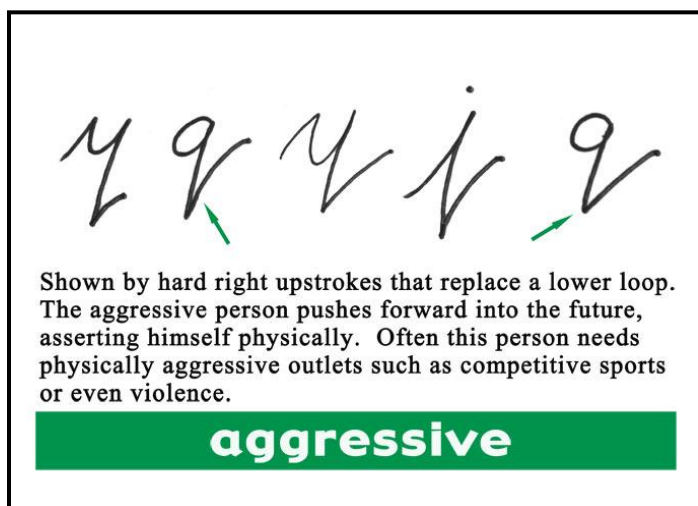 y q y j q
Shown by hard right upstrokes that replace a lower loop.
The aggressive person pushes forward into the future,
asserting himself physically. Often this person needs
physically aggressive outlets such as competitive sports
or even violence.
aggressive